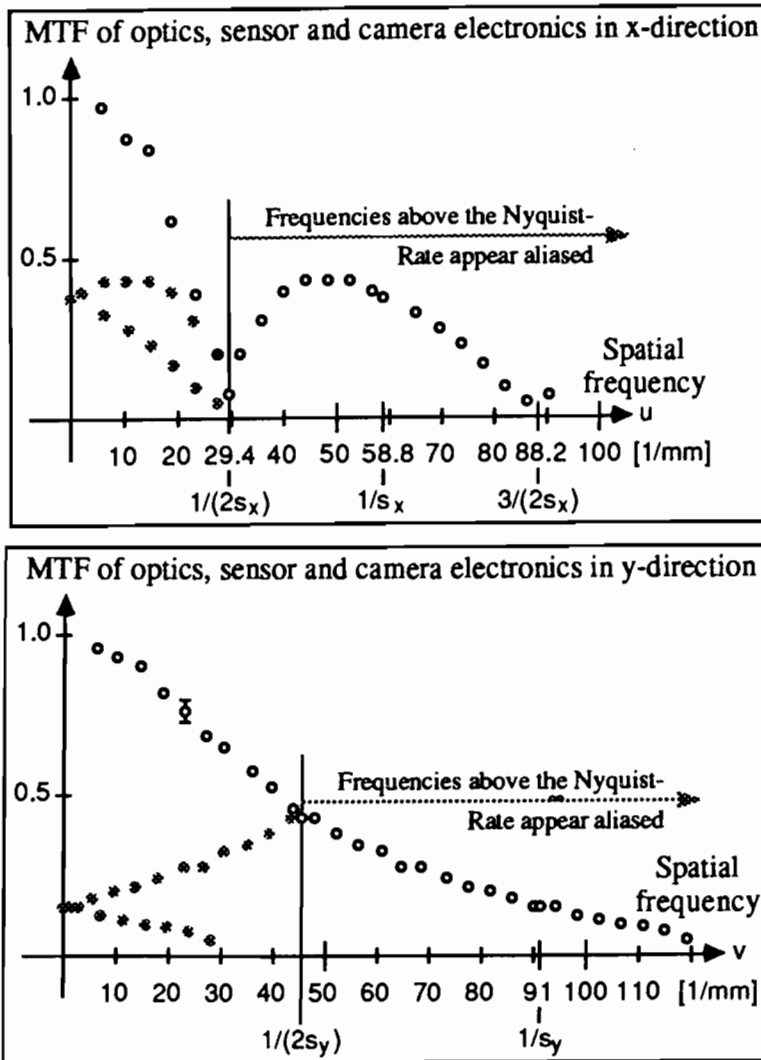 MTF of optics, sensor and camera electronics in x-direction
1.0
Frequencies above the Nyquist-
Rate appear aliased
0.5
Spatial
frequency
u
10 20 29.4 40 50 58.8 70 80 88.2 100 [1/mm]
1/(2sx) 1/sx 3/(2sx)
MTF of optics, sensor and camera electronics in y-direction
1.0
Frequencies above the Nyquist-
0.5
Rate appear aliased
Spatial
frequency
v
10 20 30 40 50 60 70 80 91 100 110 [1/mm]
1/(2sy) 1/sy